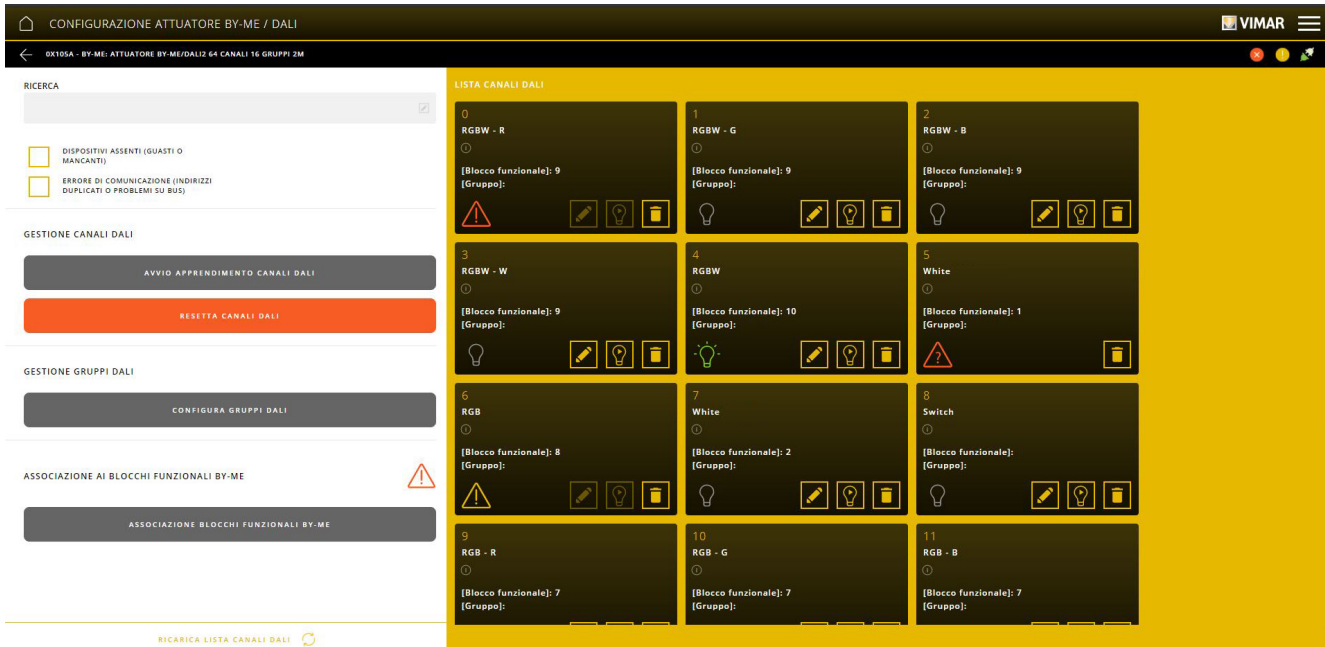 CONFIGURAZIONE ATTUATORE BY-ME / DALI
VIMAR
0X105A - BY-ME: ATTUATORE BY-ME/DALI2 64 CANALI 16 GRUPPI 2M
RICERCA
DISPOSITIVI ASSENTI (GUASTI O
MANCANTI)
ERRORE DI COMUNICAZIONE (INDIRIZZI
DUPLICATI O PROBLEMI SU BUS)
GESTIONE CANALI DALI
AVVIO APPRENDIMENTO CANALI DALI
RESETTA CANALI DALI
GESTIONE GRUPPI DALI
CONFIGURA GRUPPI DALI
ASSOCIAZIONE AI BLOCCHI FUNZIONALI BY-ME
ASSOCIAZIONE BLOCCHI FUNZIONALI BY-ME
RICARICA LISTA CANALI DALI
LISTA CANALI DALI
0
RGBW - R
[Blocco funzionale]: 9
[Gruppo]:
1
RGBW - G
[Blocco funzionale]: 9
[Gruppo]:
2
RGBW - B
[Blocco funzionale]: 9
[Gruppo]:
3
RGBW - W
[Blocco funzionale]: 9
[Gruppo]:
4
RGBW
[Blocco funzionale]: 10
[Gruppo]:
5
White
[Blocco funzionale]: 1
[Gruppo]:
6
RGB
[Blocco funzionale]: 8
[Gruppo]:
7
White
[Blocco funzionale]: 2
[Gruppo]:
8
Switch
[Blocco funzionale]:
[Gruppo]:
9
RGB - R
[Blocco funzionale]: 7
[Gruppo]:
10
RGB - G
[Blocco funzionale]: 7
[Gruppo]:
11
RGB - B
[Blocco funzionale]: 7
[Gruppo]: